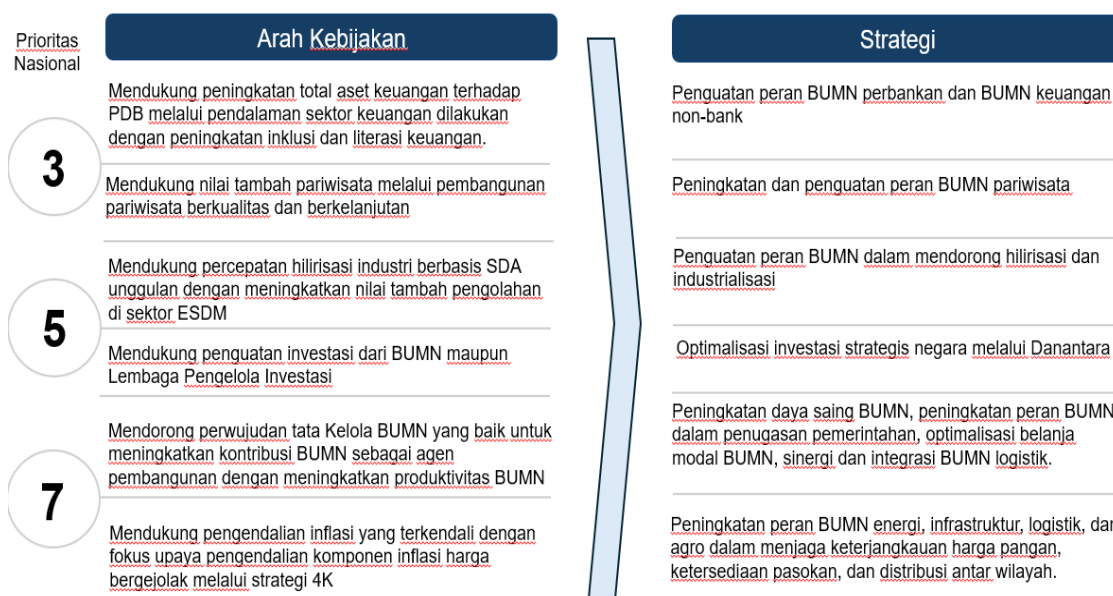 Prioritas
Nasional
Arah Kebijakan
Strategi
3
Mendukung peningkatan total aset keuangan terhadap
PDB melalui pendalaman sektor keuangan dilakukan
dengan peningkatan inklusi dan literasi keuangan.
Penguatan peran BUMN perbankan dan BUMN keuangan
non-bank
Mendukung nilai tambah pariwisata melalui pembangunan
pariwisata berkualitas dan berkelanjutan
Peningkatan dan penguatan peran BUMN pariwisata
5
Mendukung percepatan hilirisasi industri berbasis SDA
unggulan dengan meningkatkan nilai tambah pengolahan
di sektor ESDM
Penguatan peran BUMN dalam mendorong hilirisasi dan
industrialisasi
Mendukung penguatan investasi dari BUMN maupun
Lembaga Pengelola Investasi
Optimalisasi investasi strategis negara melalui Danantara
7
Mendorong perwujudan tata Kelola BUMN yang baik untuk
meningkatkan kontribusi BUMN sebagai agen
pembangunan dengan meningkatkan produktivitas BUMN
Peningkatan daya saing BUMN, peningkatan peran BUMN
dalam penugasan pemerintahan, optimalisasi belanja
modal BUMN, sinergi dan integrasi BUMN logistik.
Mendukung pengendalian inflasi yang terkendali dengan
fokus upaya pengendalian komponen inflasi harga
bergejolak melalui strategi 4K
Peningkatan peran BUMN energi, infrastruktur, logistik, dan
agro dalam menjaga keterjangkauan harga pangan,
ketersediaan pasokan, dan distribusi antar wilayah.